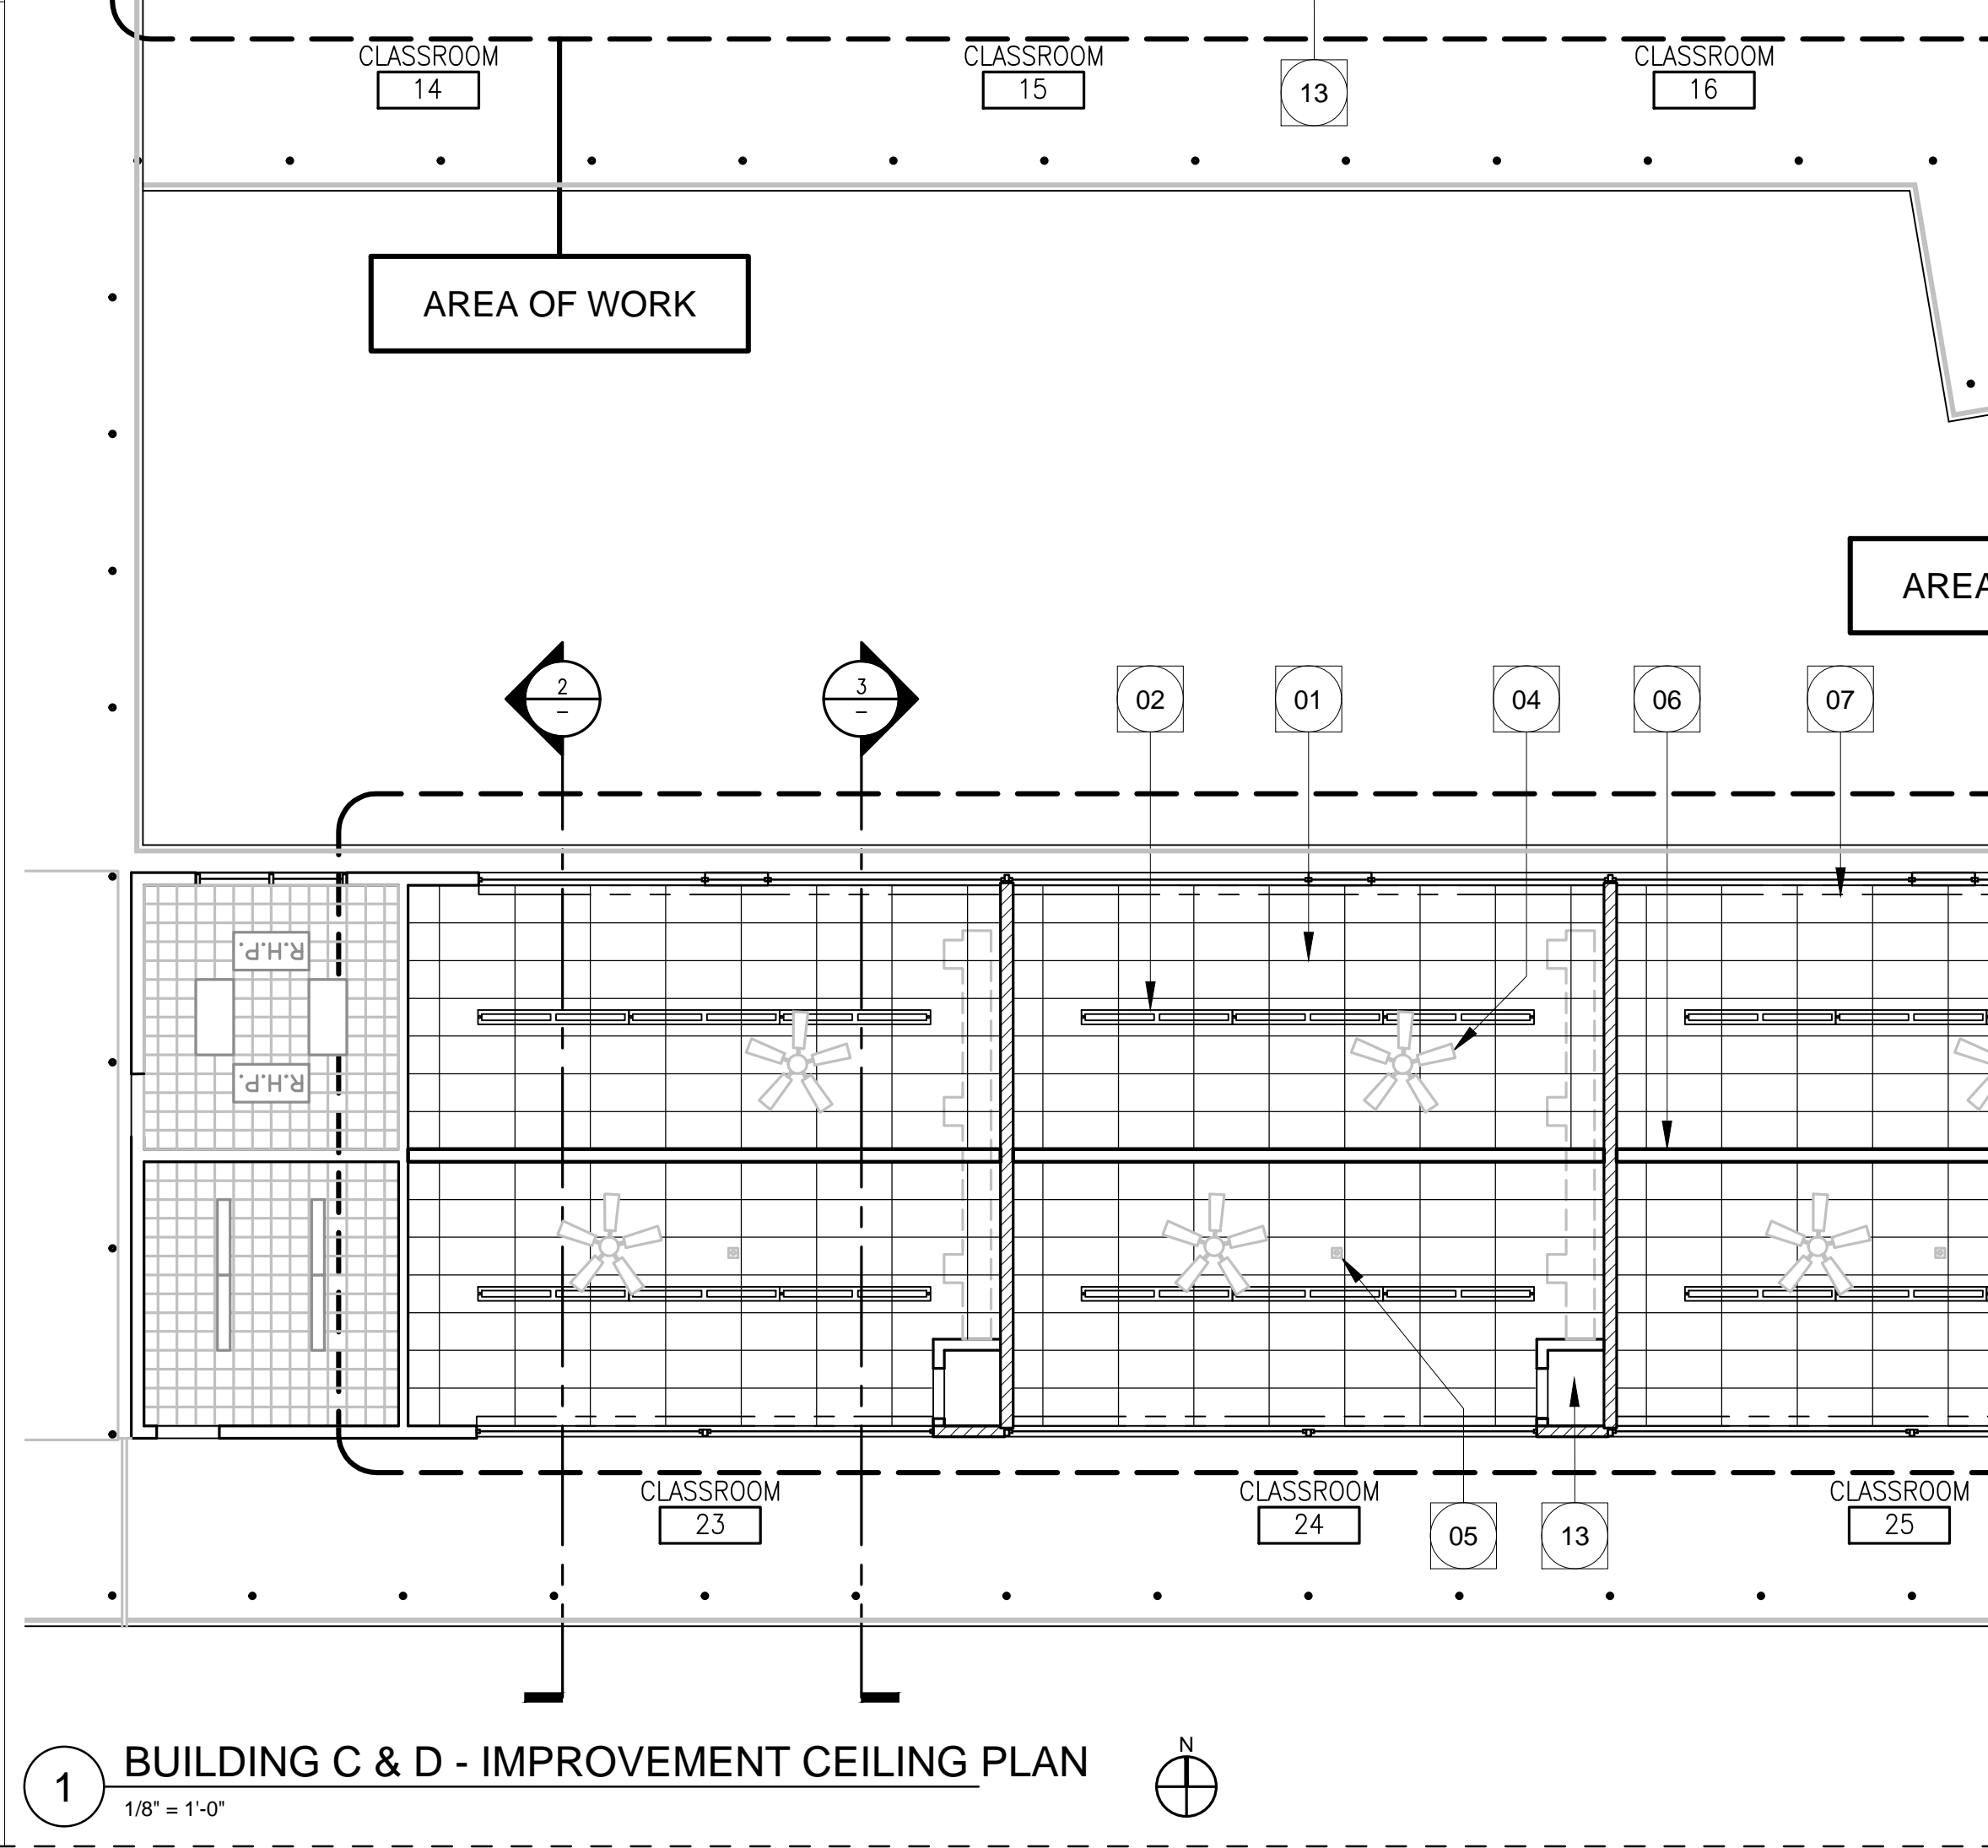 CLASSROOM
14
CLASSROOM
15
13
CLASSROOM
16
AREA OF WORK
AREA
2
–
3
–
02
01
04
06
07
R.H.P.
R.H.P.
CLASSROOM
23
CLASSROOM
24
05
13
CLASSROOM
25
1
BUILDING C & D - IMPROVEMENT CEILING PLAN
1/8" = 1'-0"
N